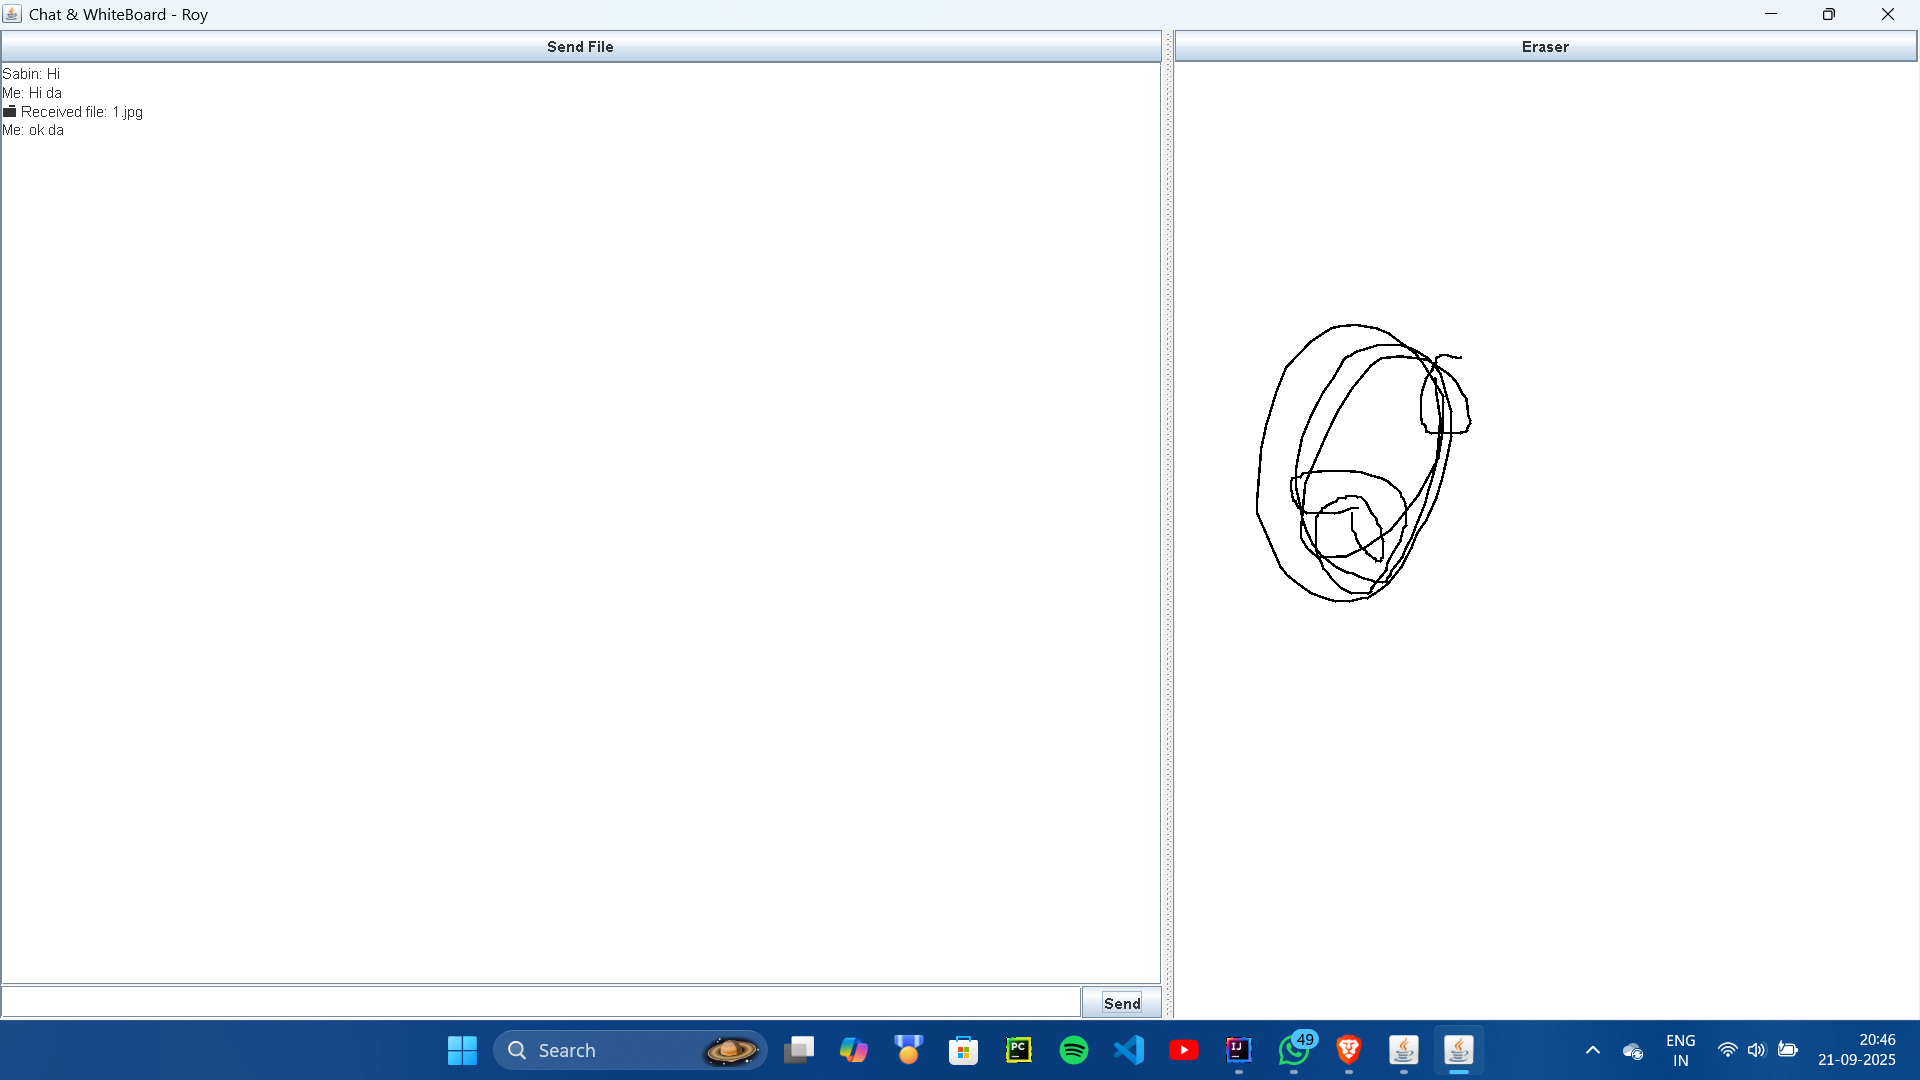 Chat & WhiteBoard - Roy
Send File
Eraser
Sabin: Hi
Me: Hi da
Received file: 1.jpg
Me: ok da
Send
Search
PC
IJ
49
ENG
IN
20:46
21-09-2025